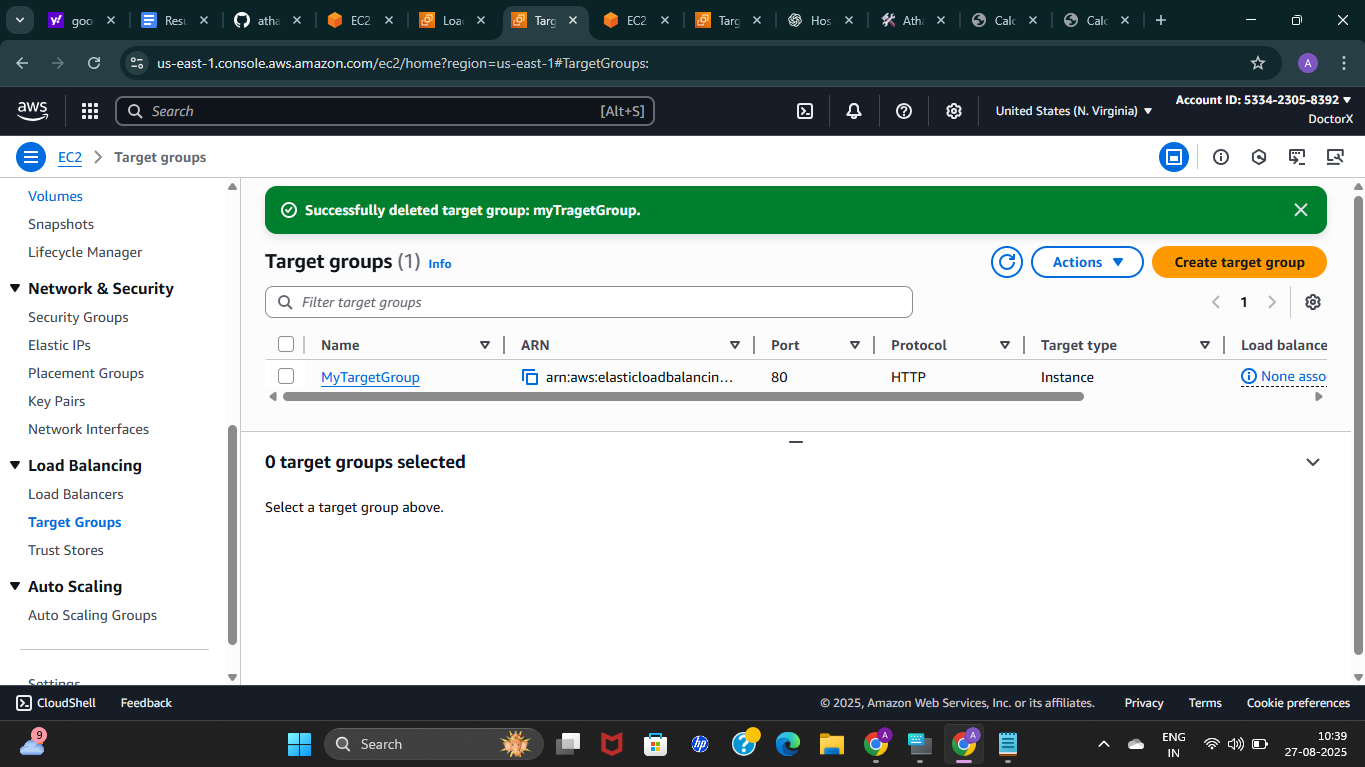 goo
Resu
atha
EC2
Loa
Targ
EC2
Targ
Hos
Atha
Calc
Calc
us-east-1.console.aws.amazon.com/ec2/home?region=us-east-1#TargetGroups:
A
aws
Search [Alt+S]
United States (N. Virginia)
Account ID: 5334-2305-8392
DoctorX
EC2 > Target groups
Volumes
Snapshots
Lifecycle Manager
Network & Security
Security Groups
Elastic IPs
Placement Groups
Key Pairs
Network Interfaces
Load Balancing
Load Balancers
Target Groups
Trust Stores
Auto Scaling
Auto Scaling Groups
Settings
Successfully deleted target group: myTragetGroup.
Target groups (1) Info
Actions
Create target group
Filter target groups
1
Name ARN Port Protocol Target type Load balance
MyTargetGroup arn:aws:elasticloadbalancin... 80 HTTP Instance None asso
0 target groups selected
Select a target group above.
CloudShell Feedback © 2025, Amazon Web Services, Inc. or its affiliates. Privacy Terms Cookie preferences
9
Search
hp
A
A
ENG
IN
10:39
27-08-2025